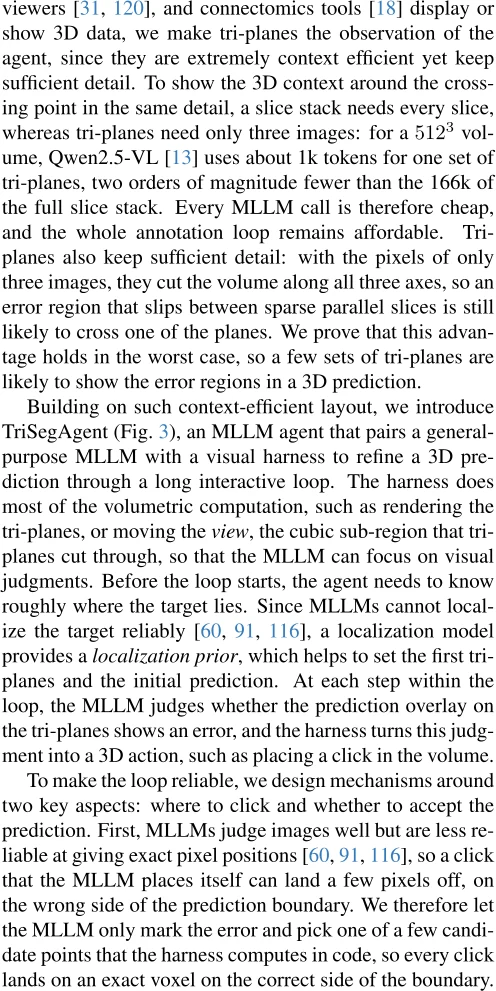 viewers [31, 120], and connectomics tools [18] display or
show 3D data, we make tri-planes the observation of the
agent, since they are extremely context efficient yet keep
sufficient detail. To show the 3D context around the cross-
ing point in the same detail, a slice stack needs every slice,
whereas tri-planes need only three images: for a 512³ vol-
ume, Qwen2.5-VL [13] uses about 1k tokens for one set of
tri-planes, two orders of magnitude fewer than the 166k of
the full slice stack. Every MLLM call is therefore cheap,
and the whole annotation loop remains affordable. Tri-
planes also keep sufficient detail: with the pixels of only
three images, they cut the volume along all three axes, so an
error region that slips between sparse parallel slices is still
likely to cross one of the planes. We prove that this advan-
tage holds in the worst case, so a few sets of tri-planes are
likely to show the error regions in a 3D prediction.
Building on such context-efficient layout, we introduce
TriSegAgent (Fig. 3), an MLLM agent that pairs a general-
purpose MLLM with a visual harness to refine a 3D pre-
diction through a long interactive loop. The harness does
most of the volumetric computation, such as rendering the
tri-planes, or moving the view, the cubic sub-region that tri-
planes cut through, so that the MLLM can focus on visual
judgments. Before the loop starts, the agent needs to know
roughly where the target lies. Since MLLMs cannot local-
ize the target reliably [60, 91, 116], a localization model
provides a localization prior, which helps to set the first tri-
planes and the initial prediction. At each step within the
loop, the MLLM judges whether the prediction overlay on
the tri-planes shows an error, and the harness turns this judg-
ment into a 3D action, such as placing a click in the volume.
To make the loop reliable, we design mechanisms around
two key aspects: where to click and whether to accept the
prediction. First, MLLMs judge images well but are less re-
liable at giving exact pixel positions [60, 91, 116], so a click
that the MLLM places itself can land a few pixels off, on
the wrong side of the prediction boundary. We therefore let
the MLLM only mark the error and pick one of a few candi-
date points that the harness computes in code, so every click
lands on an exact voxel on the correct side of the boundary.